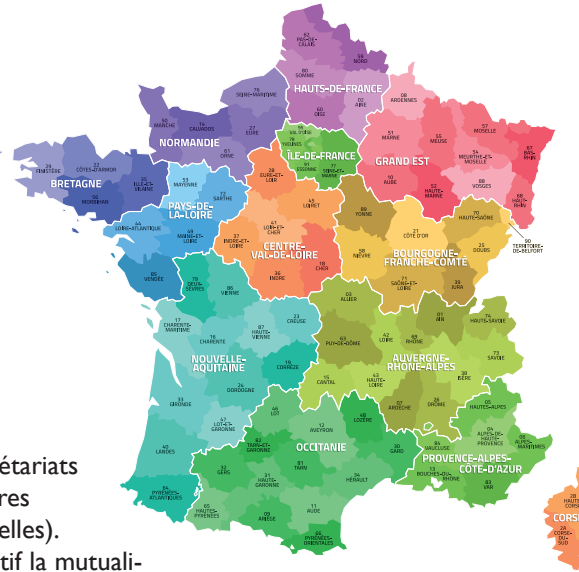 62
PAS-DE-
CALAIS
59
NORD
80
SOMME
HAUTS-DE-FRANCE
02
AISNE
60
OISE
76
SEINE-MARITIME
08
ARDENNES
50
MANCHE
14
CALVADOS
27
EURE
NORMANDIE
61
ORNE
95
VAL-D'OISE
78
YVELINES
ÎLE-DE-FRANCE
91
ESSONNE
77
SEINE-ET-
MARNE
51
MARNE
55
MEUSE
57
MOSELLE
54
MEURTHE-ET-
MOSELLE
67
BAS-
RHIN
GRAND EST
10
AUBE
52
HAUTE-
MARNE
88
VOSGES
68
HAUT-
RHIN
29
FINISTÈRE
22
CÔTES-D'ARMOR
BRETAGNE
35
ILLE-ET-
VILAINE
56
MORBIHAN
53
MAYENNE
72
SARTHE
PAYS-DE-
LA-LOIRE
44
LOIRE-ATLANTIQUE
49
MAINE-ET-
LOIRE
85
VENDÉE
28
EURE-ET-
LOIR
45
LOIRET
41
LOIR-ET-
CHER
37
INDRE-ET-
LOIRE
CENTRE-
VAL-DE-LOIRE
18
CHER
36
INDRE
89
YONNE
21
CÔTE D'OR
70
HAUTE-SAÔNE
90
TERRITOIRE-
DE-BELFORT
58
NIÈVRE
25
DOUBS
BOURGOGNE-
FRANCHE-COMTÉ
71
SAÔNE-ET-
LOIRE
39
JURA
79
DEUX-
SÈVRES
86
VIENNE
17
CHARENTE-
MARITIME
16
CHARENTE
87
HAUTE-
VIENNE
23
CREUSE
NOUVELLE-
AQUITAINE
19
CORRÈZE
24
DORDOGNE
33
GIRONDE
47
LOT-ET-
GARONNE
40
LANDES
64
PYRÉNÉES-
ATLANTIQUES
03
ALLIER
63
PUY-DE-DÔME
42
LOIRE
69
RHÔNE
01
AIN
74
HAUTE-SAVOIE
73
SAVOIE
AUVERGNE-
RHÔNE-ALPES
38
ISÈRE
15
CANTAL
43
HAUTE-
LOIRE
07
ARDÈCHE
26
DRÔME
46
LOT
12
AVEYRON
48
LOZÈRE
82
TARN-ET-
GARONNE
OCCITANIE
30
GARD
32
GERS
81
TARN
31
HAUTE-
GARONNE
34
HÉRAULT
65
HAUTES-
PYRÉNÉES
09
ARIÈGE
11
AUDE
66
PYRÉNÉES-
ORIENTALES
05
HAUTES-ALPES
04
ALPES-DE-
HAUTE-
PROVENCE
06
ALPES-
MARITIMES
84
VAUCLUSE
PROVENCE-ALPES-
CÔTE-D'AZUR
13
BOUCHES-DU-
RHÔNE
83
VAR
2B
HAUTE
CORSE
CORSE
2A
CORSE-
DU-
SUD
étariats
res
elles).
tif la mutuali-